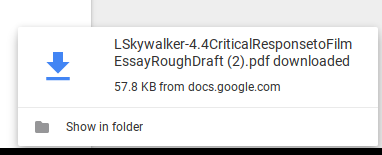 LSkywalker-4.4CriticalResponsetoFilm
EssayRoughDraft (2).pdf downloaded
57.8 KB from docs.google.com
Show in folder